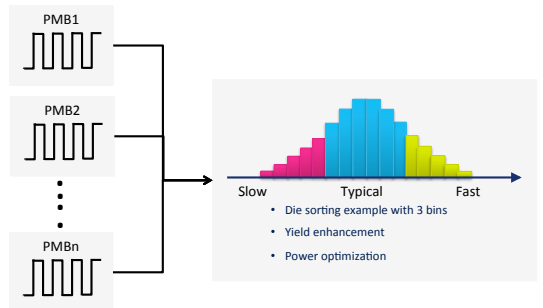 PMB1
PMB2
PMBn
Slow Typical Fast
• Die sorting example with 3 bins
• Yield enhancement
• Power optimization